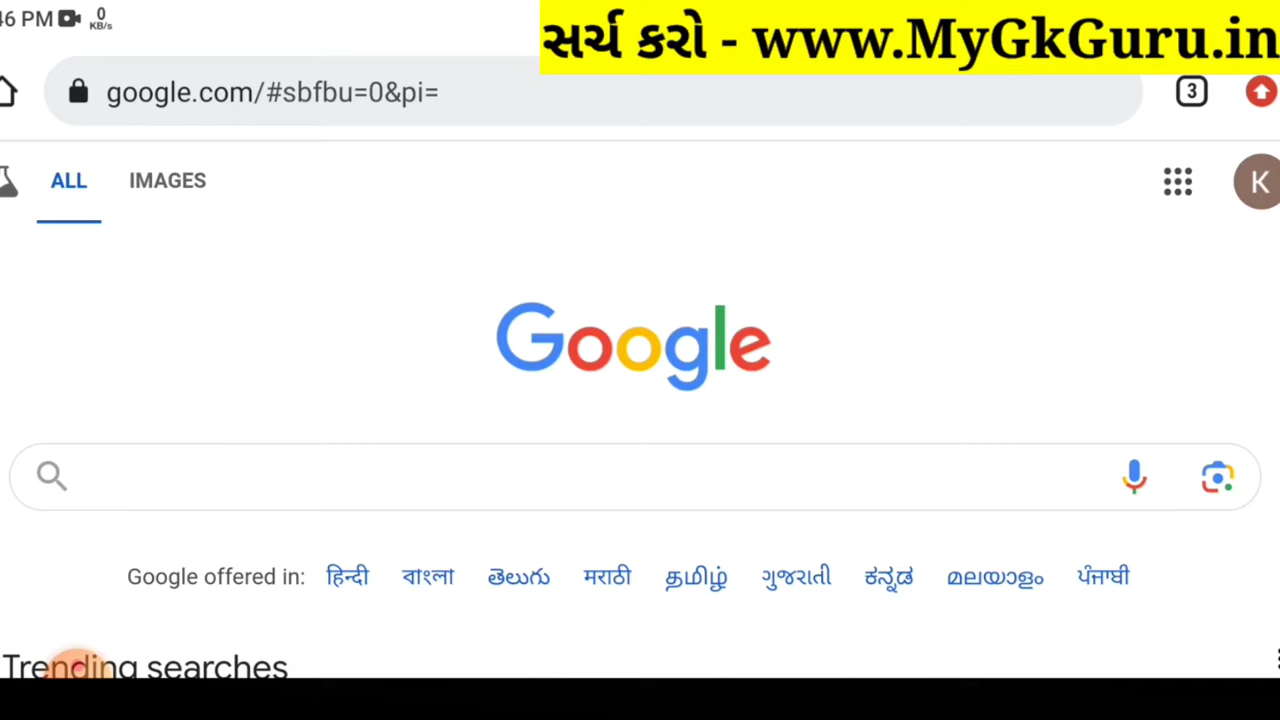 46 PM 0 KB/s
સર્ચ કરો - www.MyGkGuru.in
google.com/#sbfbu=0&pi=
3
ALL IMAGES
K
Google
Google offered in: हिन्दी বাংলা తెలుగు मराठी தமிழ் ગુજરાતી ಕನ್ನಡ മലയാളം ਪੰਜਾਬੀ
Trending searches